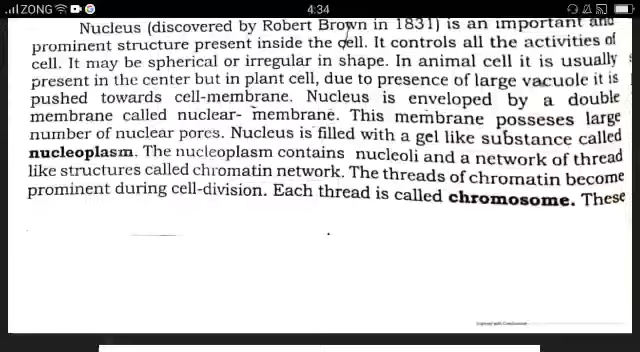 ZONG 4:34
Nucleus (discovered by Robert Brown in 1831) is an important and
prominent structure present inside the cell. It controls all the activities of
cell. It may be spherical or irregular in shape. In animal cell it is usually
present in the center but in plant cell, due to presence of large vacuole it is
pushed towards cell-membrane. Nucleus is enveloped by a double
membrane called nuclear- membrane. This membrane posseses large
number of nuclear pores. Nucleus is filled with a gel like substance called
nucleoplasm. The nucleoplasm contains nucleoli and a network of thread
like structures called chromatin network. The threads of chromatin become
prominent during cell-division. Each thread is called chromosome. These